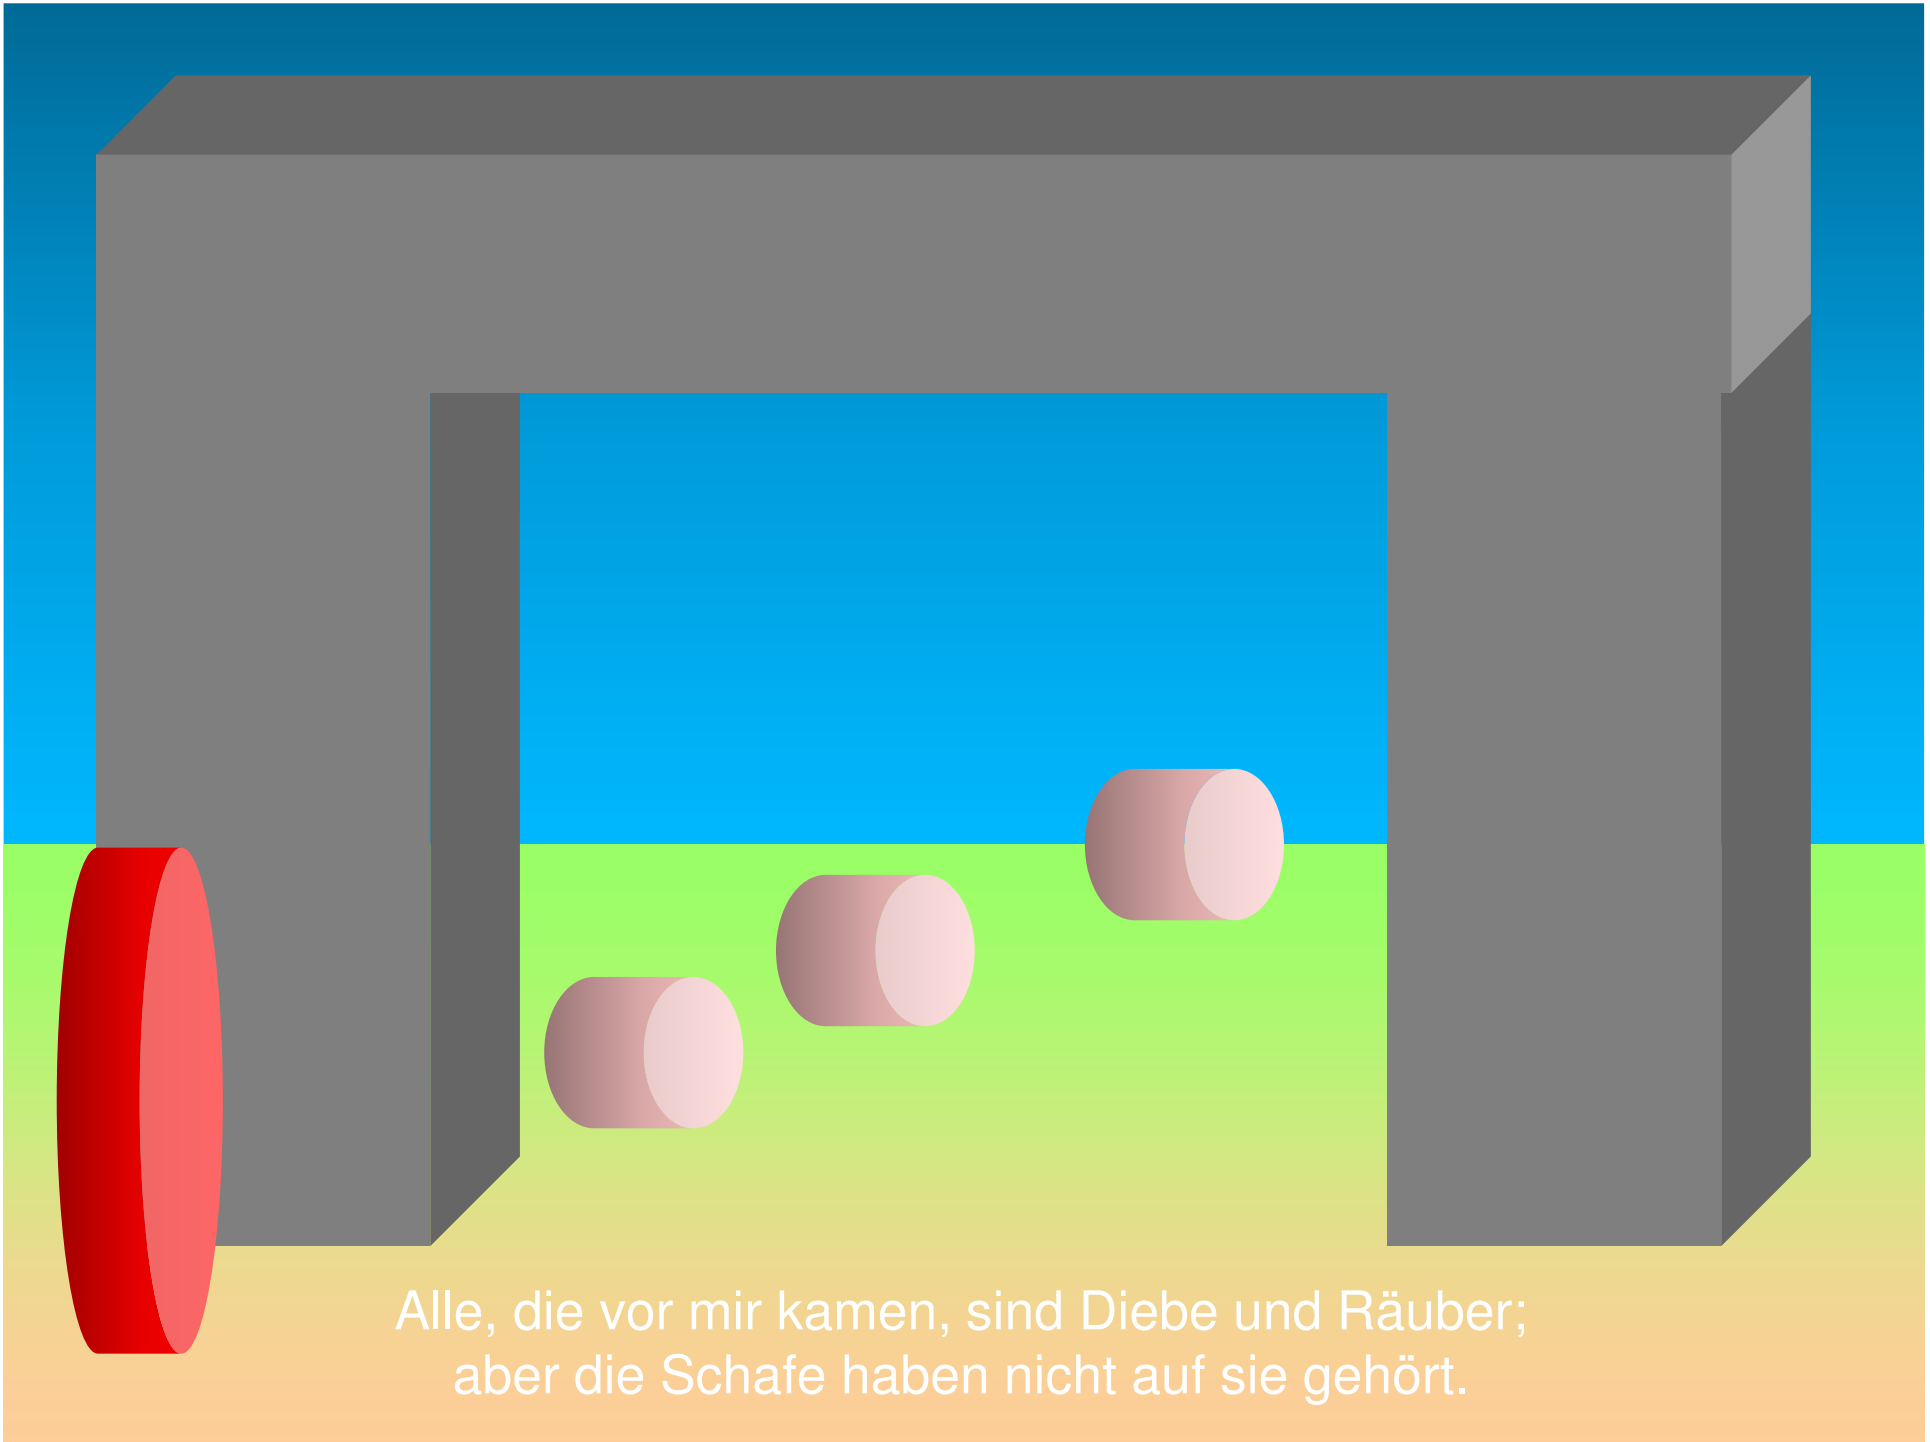 Alle, die vor mir kamen, sind Diebe und Räuber;
aber die Schafe haben nicht auf sie gehört.